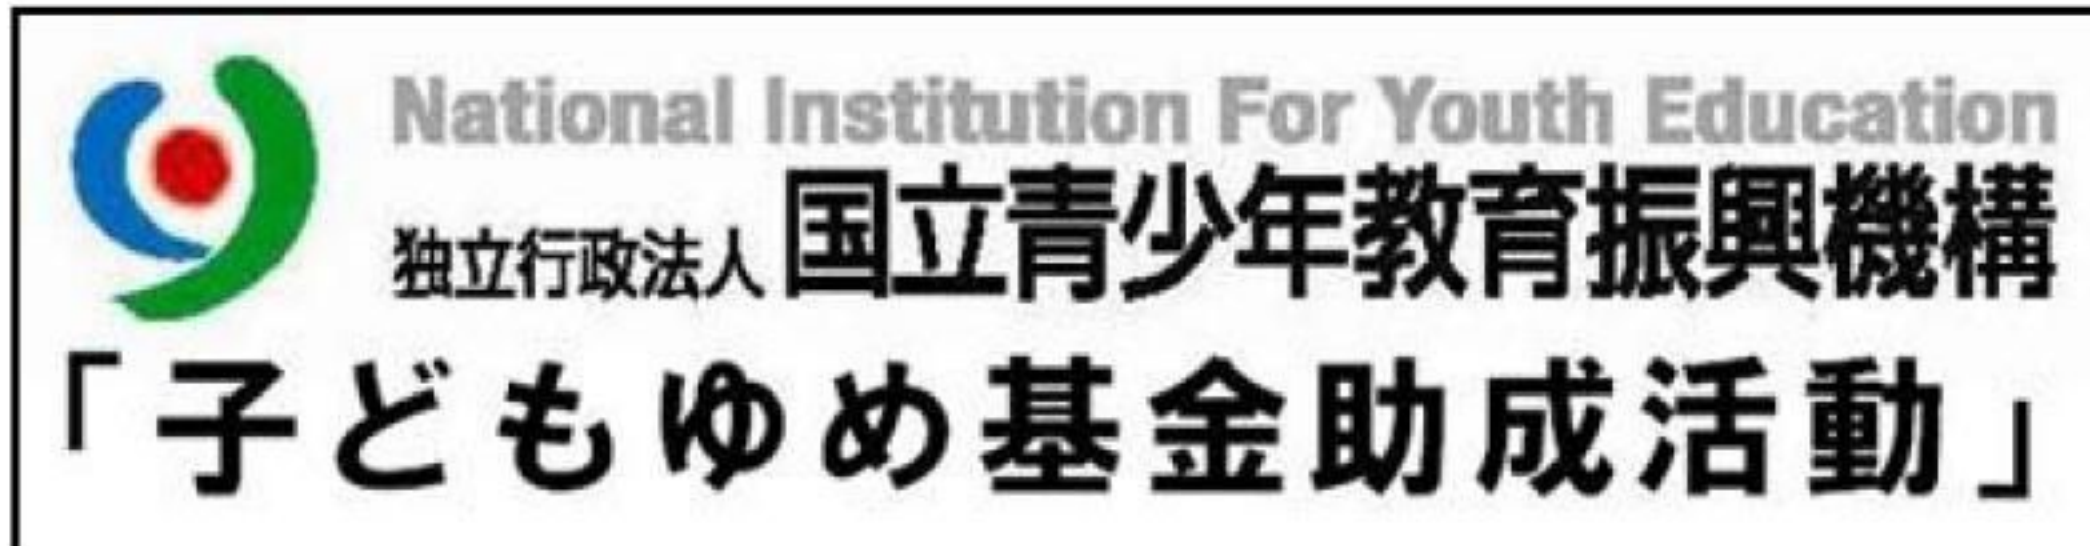 National Institution For Youth Education
独立行政法人 国立青少年教育振興機構
「子どもゆめ基金助成活動」